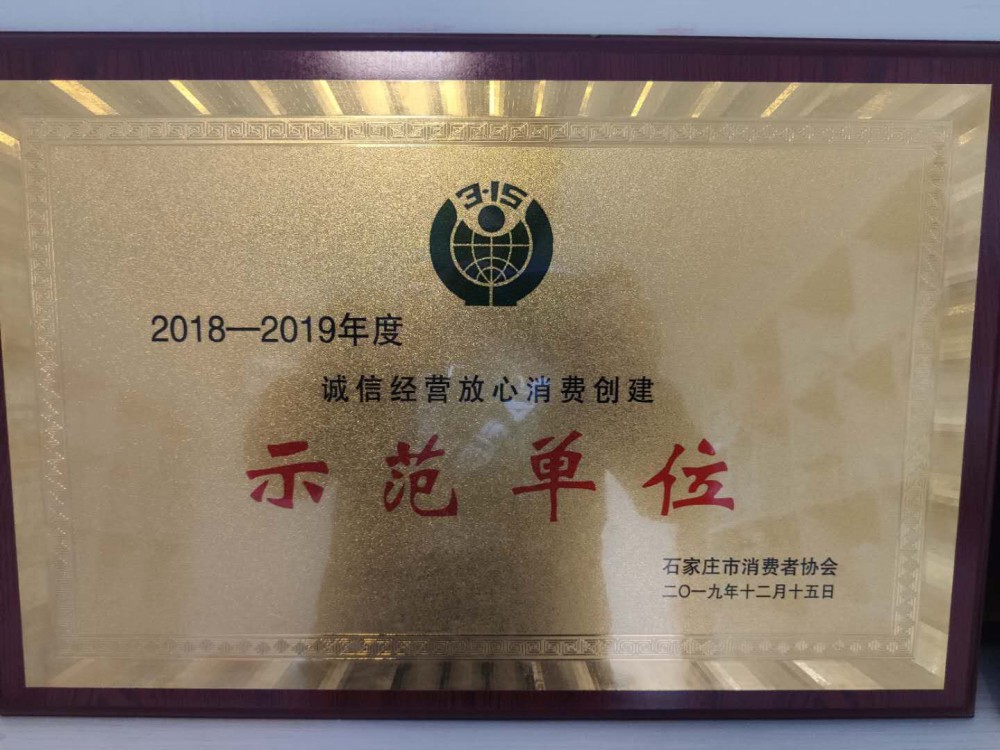 3·15
2018—2019年度
诚信经营放心消费创建
示范单位
石家庄市消费者协会
二〇一九年十二月十五日